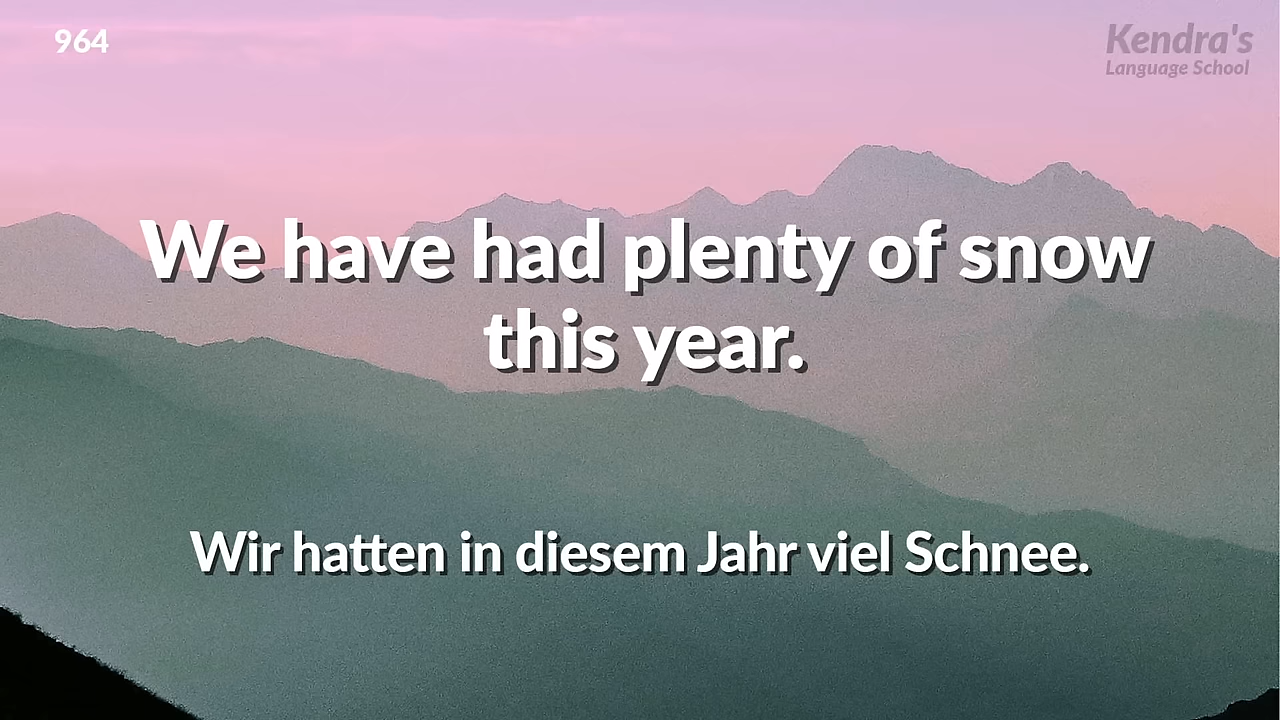 964
Kendra's
Language School
We have had plenty of snow
this year.
Wir hatten in diesem Jahr viel Schnee.